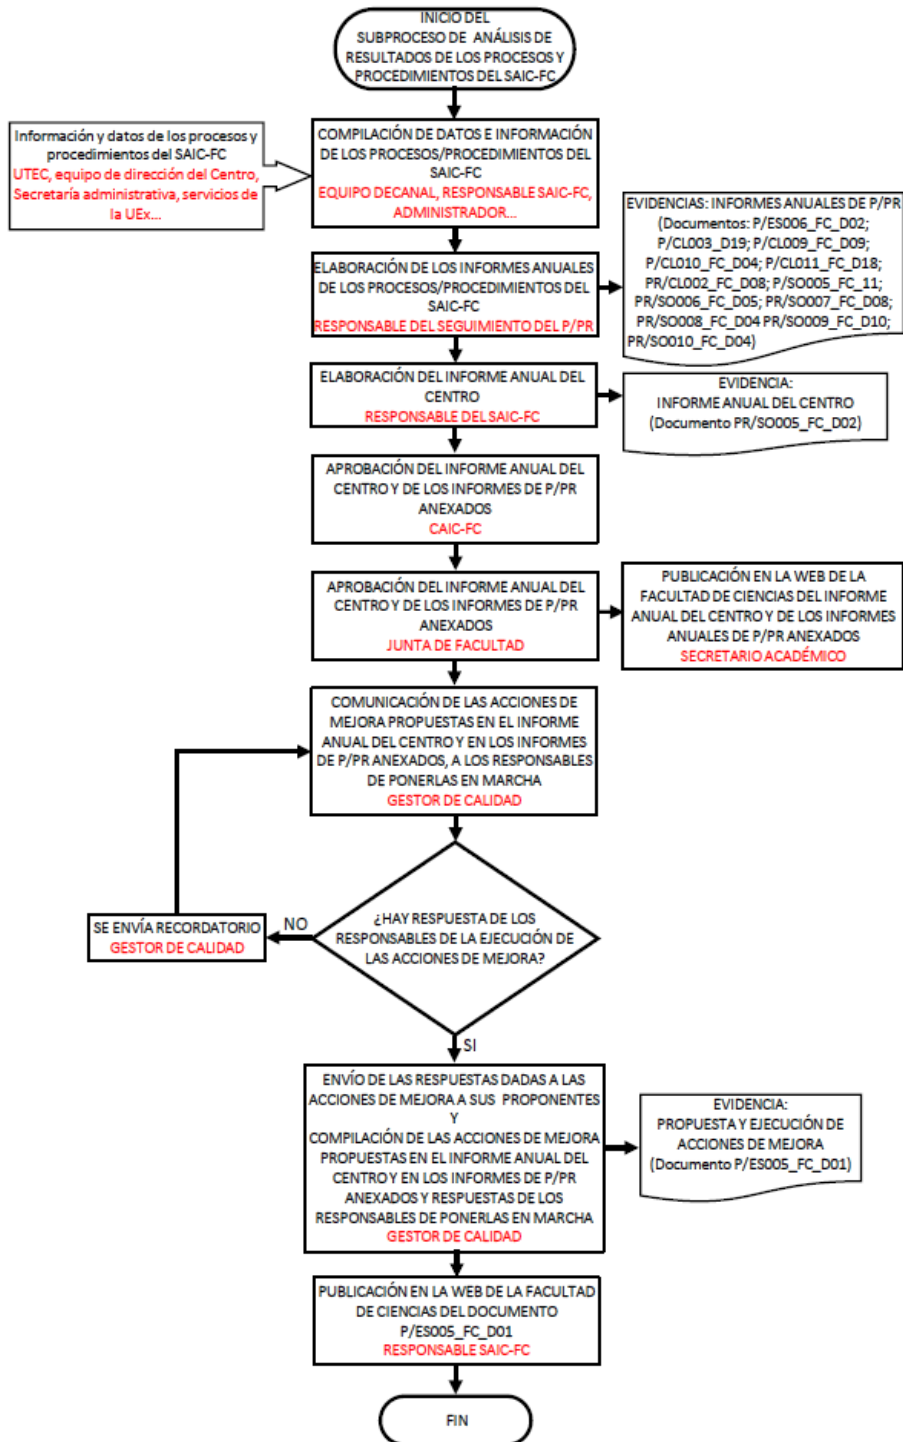 INICIO DEL
SUBPROCESO DE ANÁLISIS DE
RESULTADOS DE LOS PROCESOS Y
PROCEDIMIENTOS DEL SAIC-FC
Información y datos de los procesos y
procedimientos del SAIC-FC
UTEC, equipo de dirección del Centro,
Secretaría administrativa, servicios de
la UEx...
COMPILACIÓN DE DATOS E INFORMACIÓN
DE LOS PROCESOS/PROCEDIMIENTOS DEL
SAIC-FC
EQUIPO DECANAL, RESPONSABLE SAIC-FC,
ADMINISTRADOR...
EVIDENCIAS: INFORMES ANUALES DE P/PR
(Documentos: P/ES006_FC_D02;
P/CL003_D19; P/CL009_FC_D09;
P/CL010_FC_D04; P/CL011_FC_D18;
PR/CL002_FC_D08; P/SO005_FC_11;
PR/SO006_FC_D05; PR/SO007_FC_D08;
PR/SO008_FC_D04 PR/SO009_FC_D10;
PR/SO010_FC_D04)
ELABORACIÓN DE LOS INFORMES ANUALES
DE LOS PROCESOS/PROCEDIMIENTOS DEL
SAIC-FC
RESPONSABLE DEL SEGUIMIENTO DEL P/PR
ELABORACIÓN DEL INFORME ANUAL DEL
CENTRO
RESPONSABLE DEL SAIC-FC
EVIDENCIA:
INFORME ANUAL DEL CENTRO
(Documento PR/SO005_FC_D02)
APROBACIÓN DEL INFORME ANUAL DEL
CENTRO Y DE LOS INFORMES DE P/PR
ANEXADOS
CAIC-FC
APROBACIÓN DEL INFORME ANUAL DEL
CENTRO Y DE LOS INFORMES DE P/PR
ANEXADOS
JUNTA DE FACULTAD
PUBLICACIÓN EN LA WEB DE LA
FACULTAD DE CIENCIAS DEL INFORME
ANUAL DEL CENTRO Y DE LOS INFORMES
ANUALES DE P/PR ANEXADOS
SECRETARIO ACADÉMICO
COMUNICACIÓN DE LAS ACCIONES DE
MEJORA PROPUESTAS EN EL INFORME
ANUAL DEL CENTRO Y EN LOS INFORMES
DE P/PR ANEXADOS, A LOS RESPONSABLES
DE PONERLAS EN MARCHA
GESTOR DE CALIDAD
¿HAY RESPUESTA DE LOS
RESPONSABLES DE LA EJECUCIÓN DE
LAS ACCIONES DE MEJORA?
NO
SE ENVÍA RECORDATORIO
GESTOR DE CALIDAD
SI
ENVÍO DE LAS RESPUESTAS DADAS A LAS
ACCIONES DE MEJORA A SUS PROPONENTES
Y
COMPILACIÓN DE LAS ACCIONES DE MEJORA
PROPUESTAS EN EL INFORME ANUAL DEL
CENTRO Y EN LOS INFORMES DE P/PR
ANEXADOS Y RESPUESTAS DE LOS
RESPONSABLES DE PONERLAS EN MARCHA
GESTOR DE CALIDAD
EVIDENCIA:
PROPUESTA Y EJECUCIÓN DE
ACCIONES DE MEJORA
(Documento P/ES005_FC_D01)
PUBLICACIÓN EN LA WEB DE LA FACULTAD
DE CIENCIAS DEL DOCUMENTO
P/ES005_FC_D01
RESPONSABLE SAIC-FC
FIN